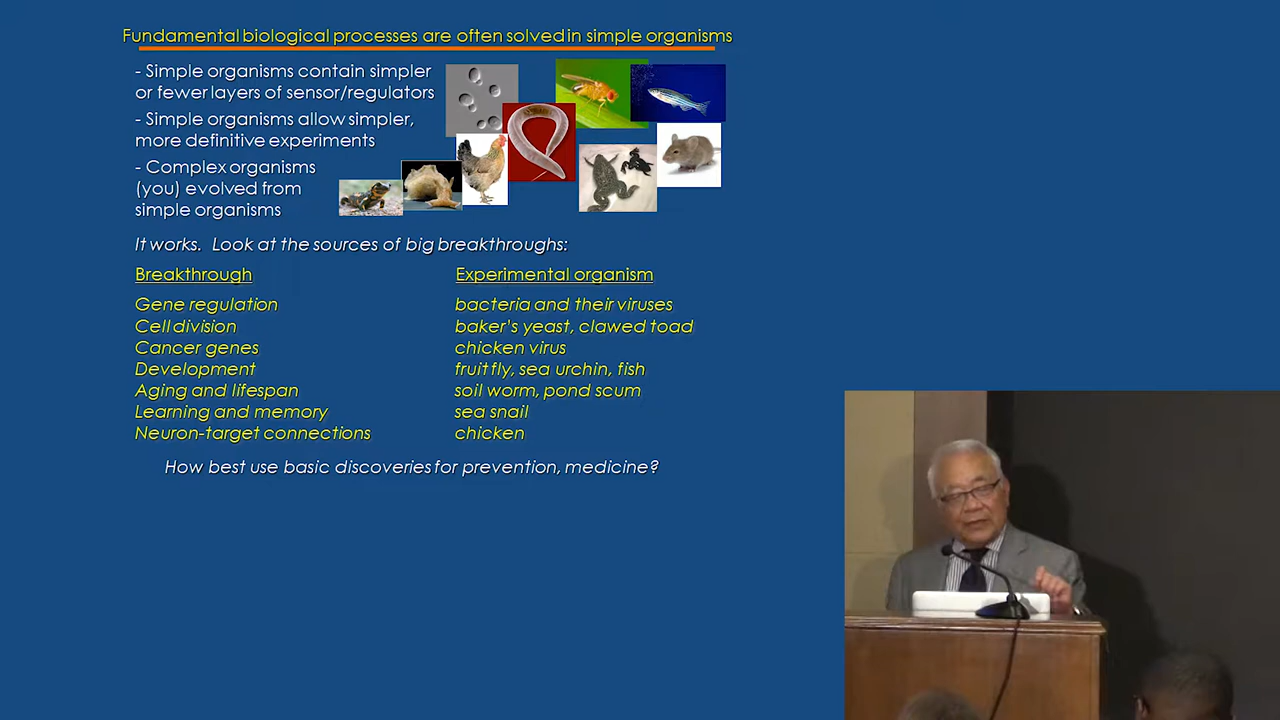 Fundamental biological processes are often solved in simple organisms
- Simple organisms contain simpler
or fewer layers of sensor/regulators
- Simple organisms allow simpler,
more definitive experiments
- Complex organisms
(you) evolved from
simple organisms
It works. Look at the sources of big breakthroughs:
Breakthrough Experimental organism
Gene regulation bacteria and their viruses
Cell division baker's yeast, clawed toad
Cancer genes chicken virus
Development fruit fly, sea urchin, fish
Aging and lifespan soil worm, pond scum
Learning and memory sea snail
Neuron-target connections chicken
How best use basic discoveries for prevention, medicine?